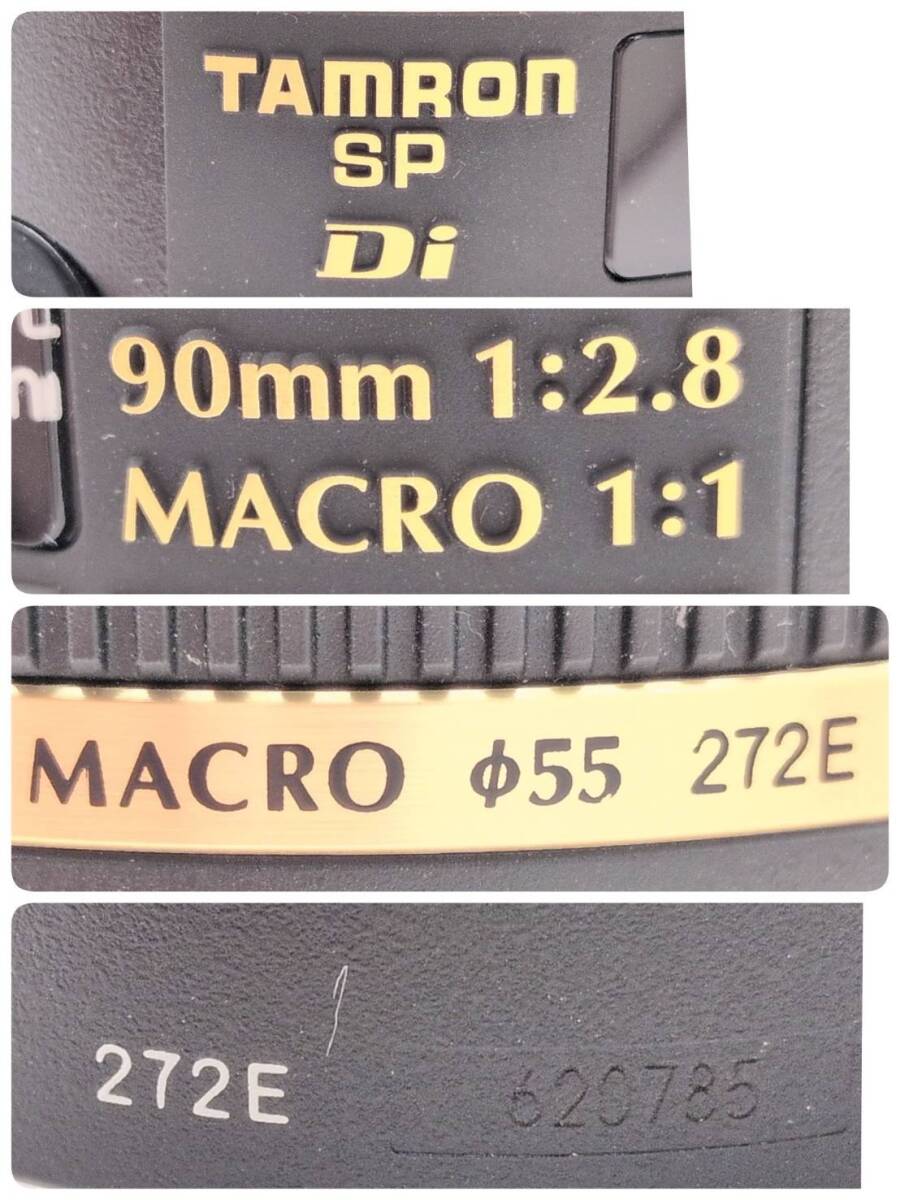 TAMRON
SP
Di
90mm 1:2.8
MACRO 1:1
MACRO φ55 272E
272E 620785